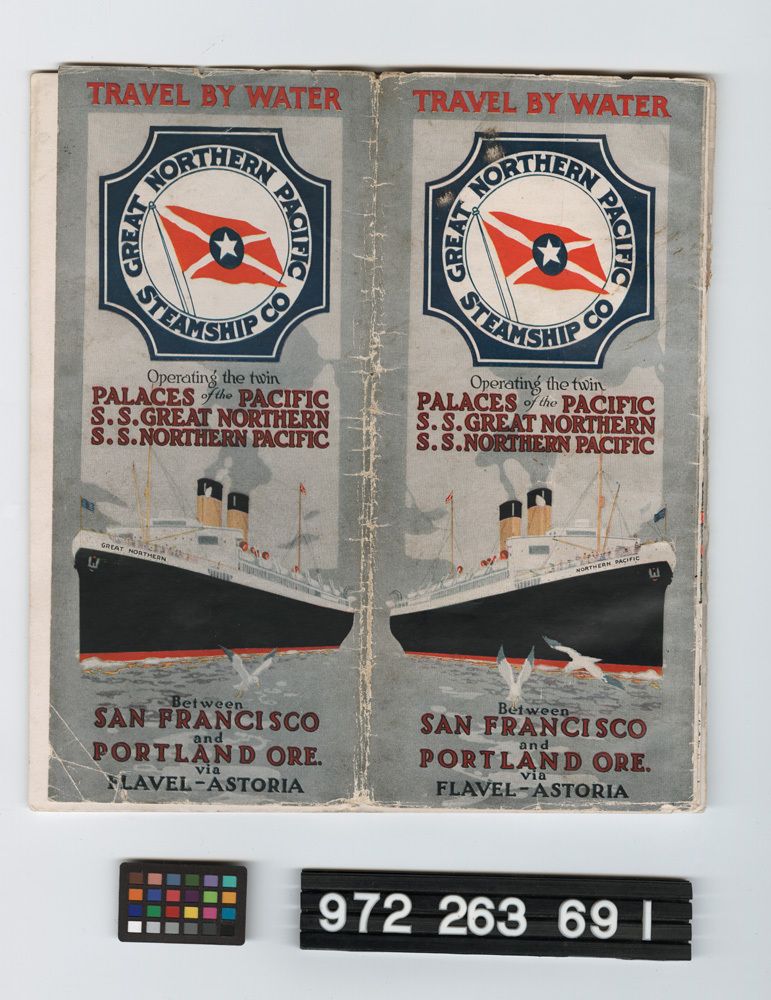 TRAVEL BY WATER
GREAT NORTHERN PACIFIC
STEAMSHIP CO
Operating the twin
PALACES of the PACIFIC
S.S. GREAT NORTHERN
S.S. NORTHERN PACIFIC
GREAT NORTHERN
Between
SAN FRANCISCO
and
PORTLAND ORE.
via
FLAVEL-ASTORIA
TRAVEL BY WATER
GREAT NORTHERN PACIFIC
STEAMSHIP CO
Operating the twin
PALACES of the PACIFIC
S.S. GREAT NORTHERN
S.S. NORTHERN PACIFIC
NORTHERN PACIFIC
Between
SAN FRANCISCO
and
PORTLAND ORE.
via
FLAVEL-ASTORIA
972 263 69 1